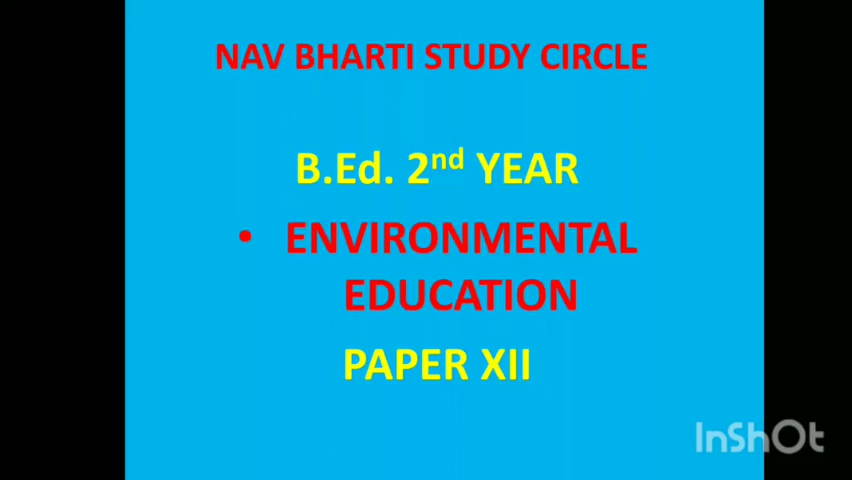 NAV BHARTI STUDY CIRCLE
B.Ed. 2nd YEAR
• ENVIRONMENTAL
EDUCATION
PAPER XII
InShOt